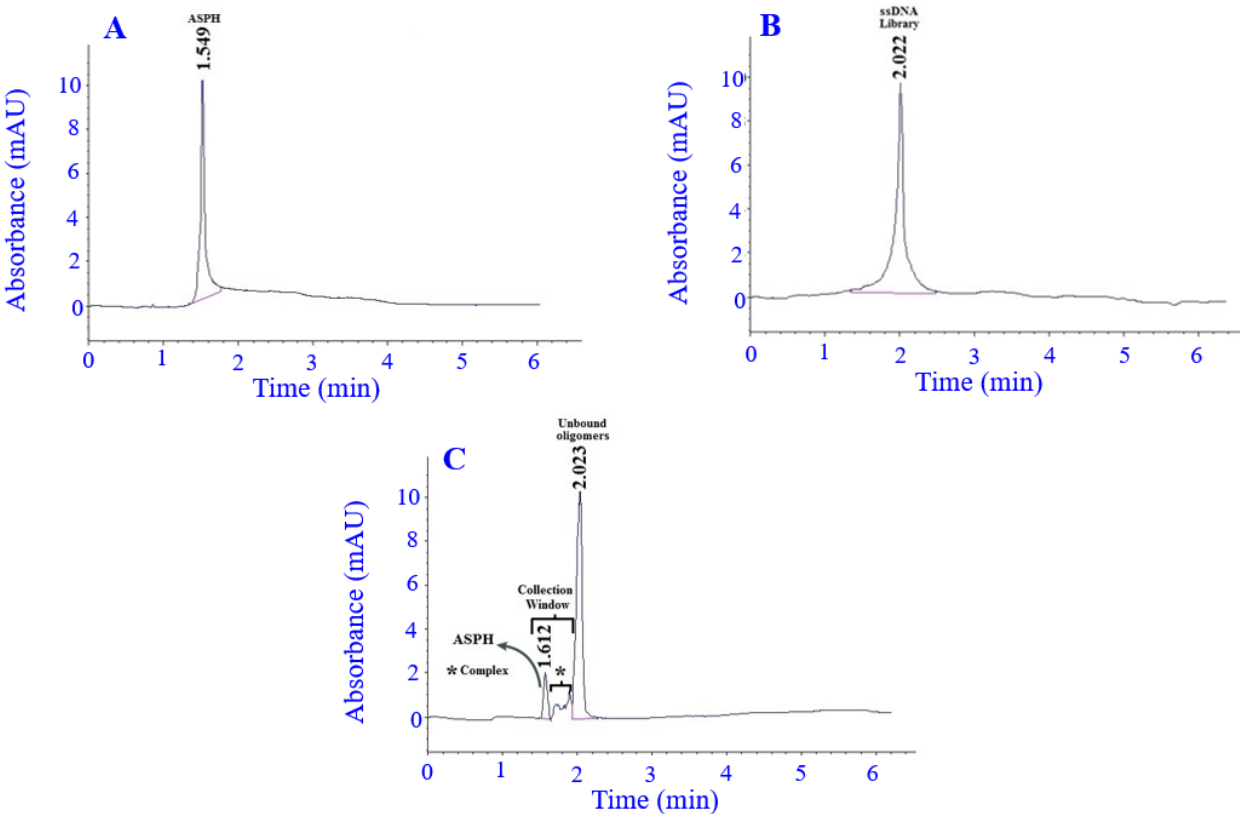 A
ASPH
1.549
Absorbance (mAU)
10
8
6
4
2
0
0 1 2 3 4 5 6
Time (min)
B
ssDNA
Library
2.022
Absorbance (mAU)
10
8
6
4
2
0
0 1 2 3 4 5 6
Time (min)
C
Unbound
oligomers
2.023
Absorbance (mAU)
10
8
6
4
2
0
Collection
Window
1.612
ASPH
* Complex
*
0 1 2 3 4 5 6
Time (min)